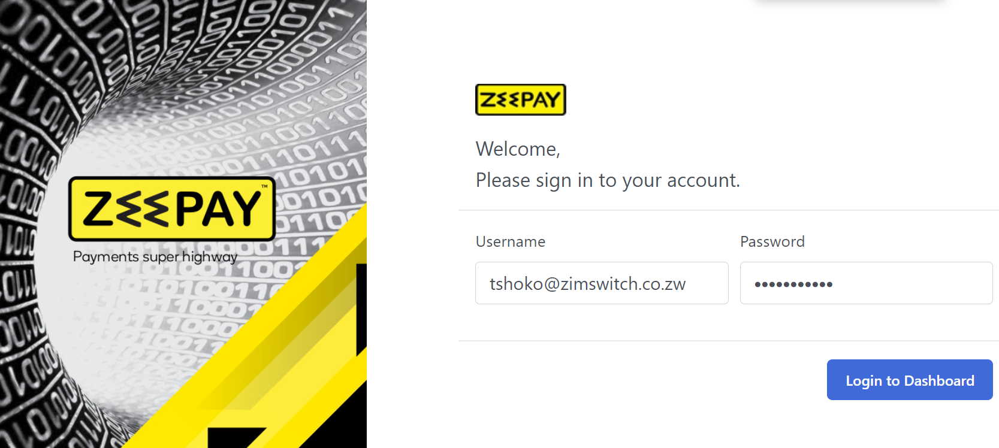 ZEEPAY™
Payments super highway
ZEEPAY
Welcome,
Please sign in to your account.
Username
Password
tshoko@zimswitch.co.zw
•••••••••••
Login to Dashboard